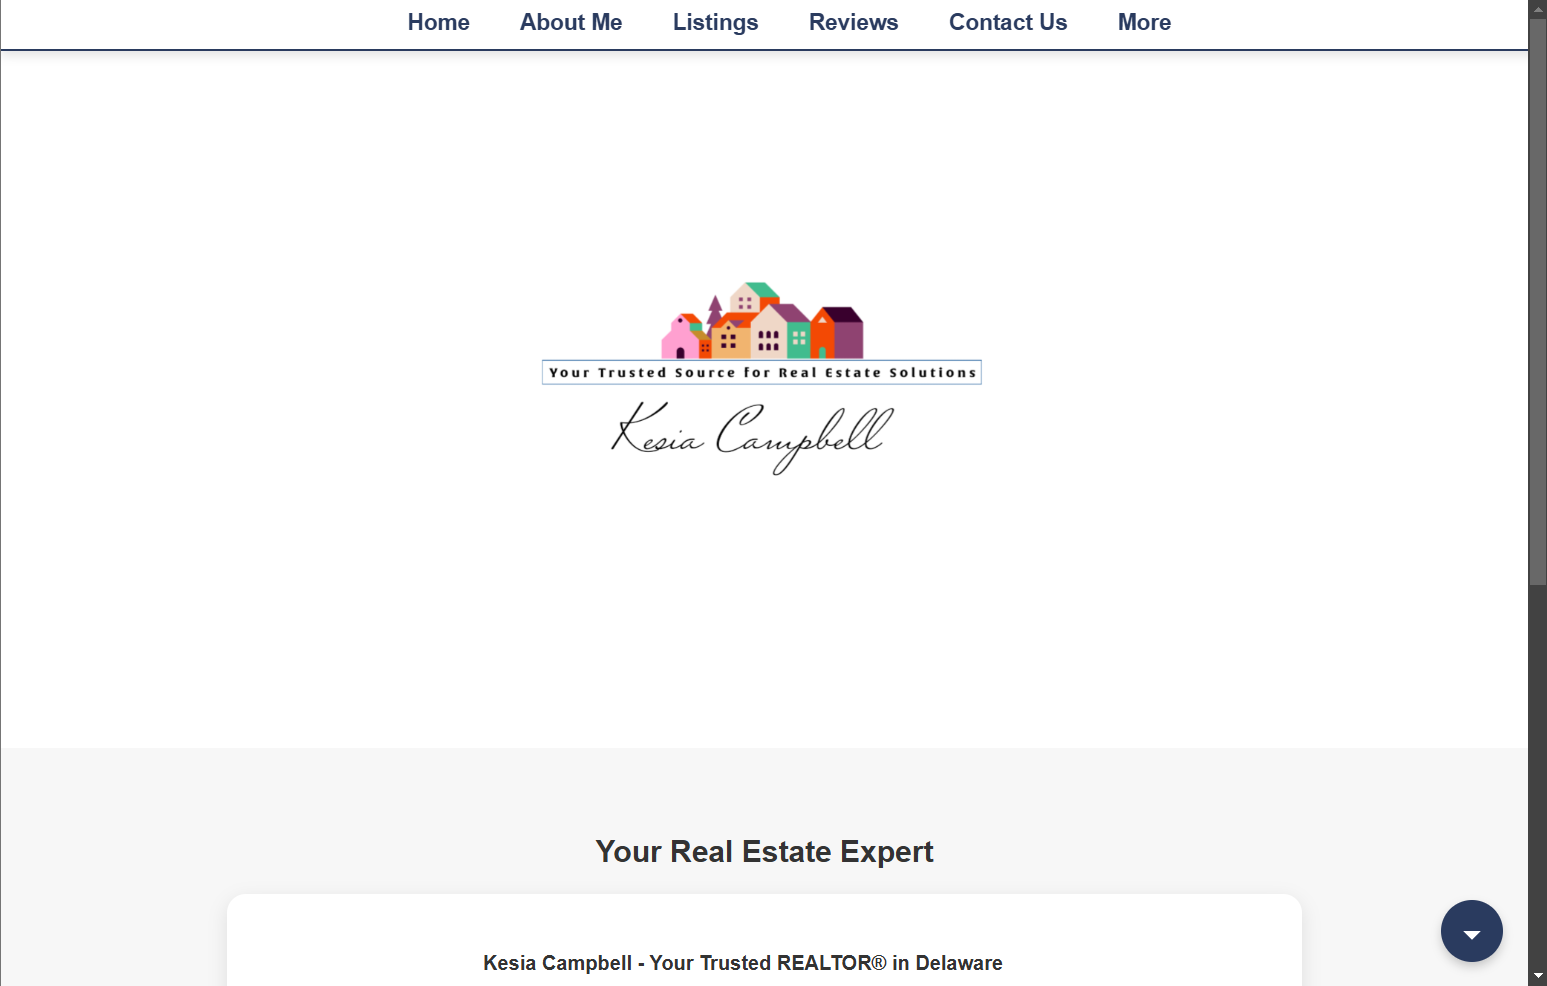 Home About Me Listings Reviews Contact Us More
Your Trusted Source for Real Estate Solutions
Kesia Campbell
Your Real Estate Expert
Kesia Campbell - Your Trusted REALTOR® in Delaware